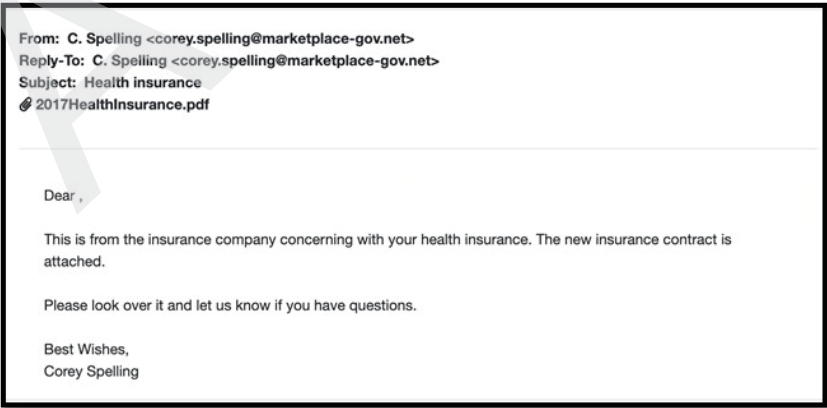 From: C. Spelling <corey.spelling@marketplace-gov.net>
Reply-To: C. Spelling <corey.spelling@marketplace-gov.net>
Subject: Health insurance
2017HealthInsurance.pdf
Dear ,
This is from the insurance company concerning with your health insurance. The new insurance contract is
attached.
Please look over it and let us know if you have questions.
Best Wishes,
Corey Spelling